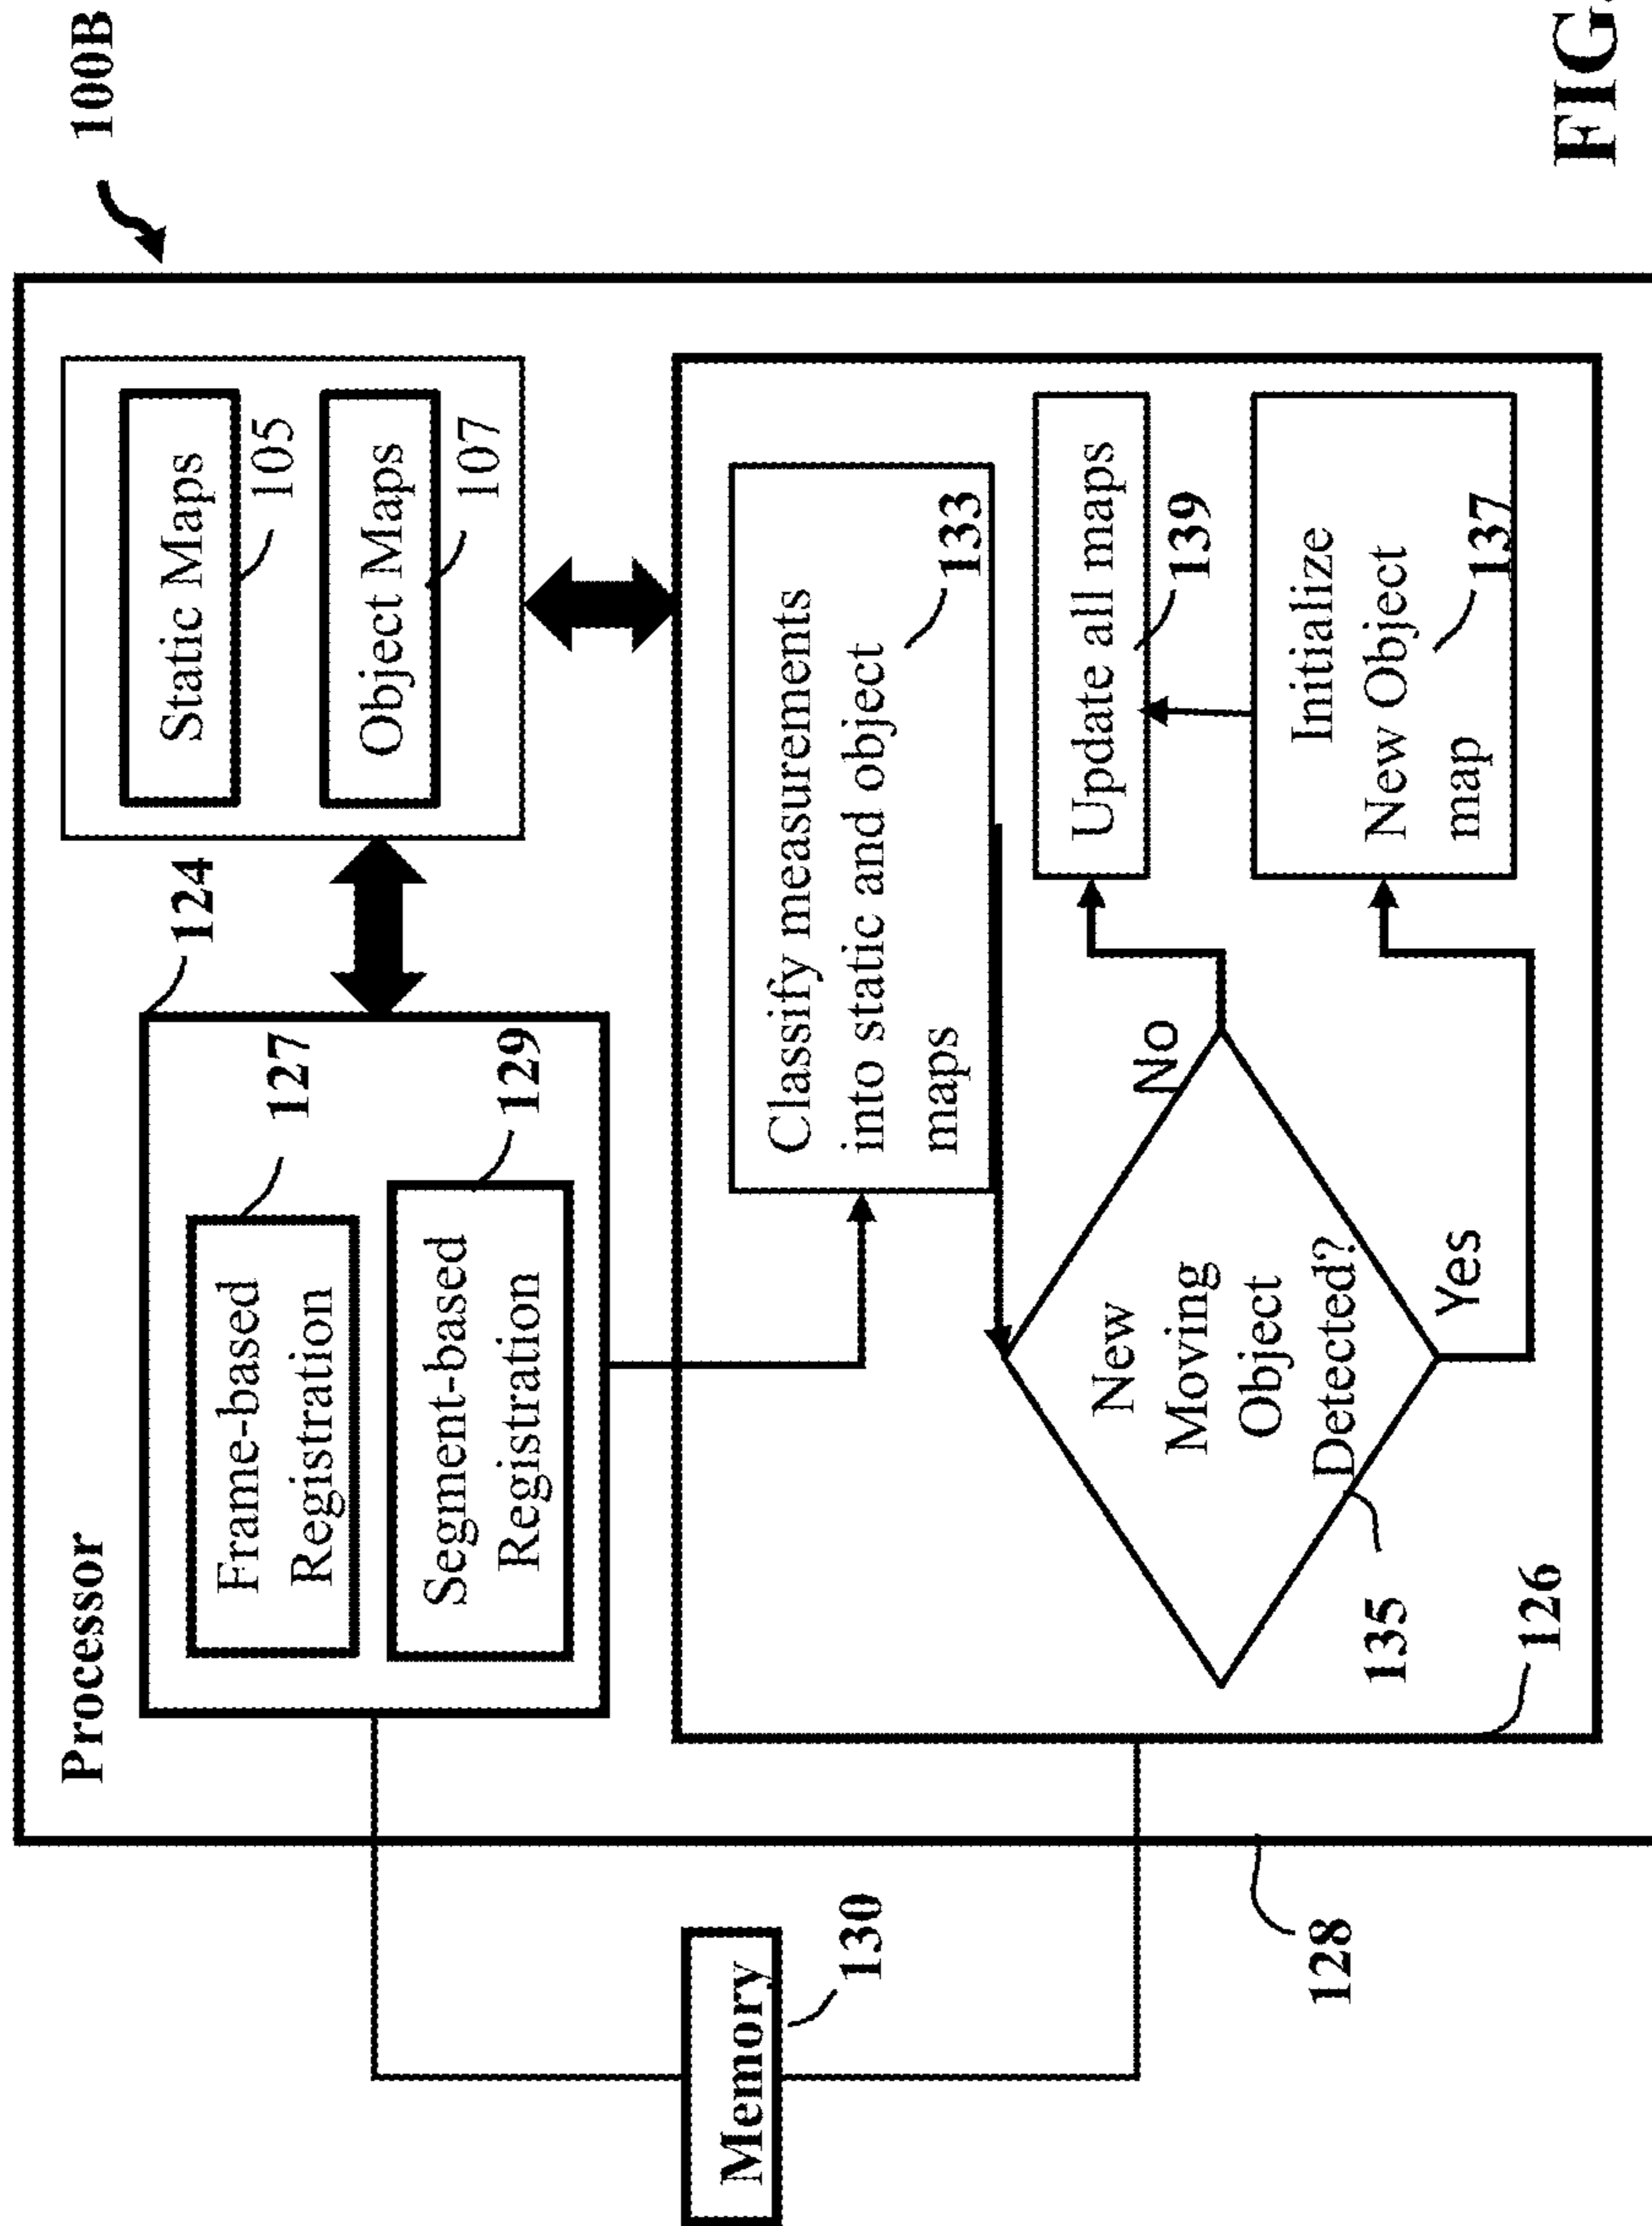 100B
Processor
124
Frame-based
Registration
127
Segment-based
Registration
129
Static Maps
105
Object Maps
107
Memory
130
Classify measurements
into static and object
maps
133
New
Moving
Object
Detected?
135
No
Yes
Update all maps
139
Initialize
New Object
map
137
126
128
FIG.